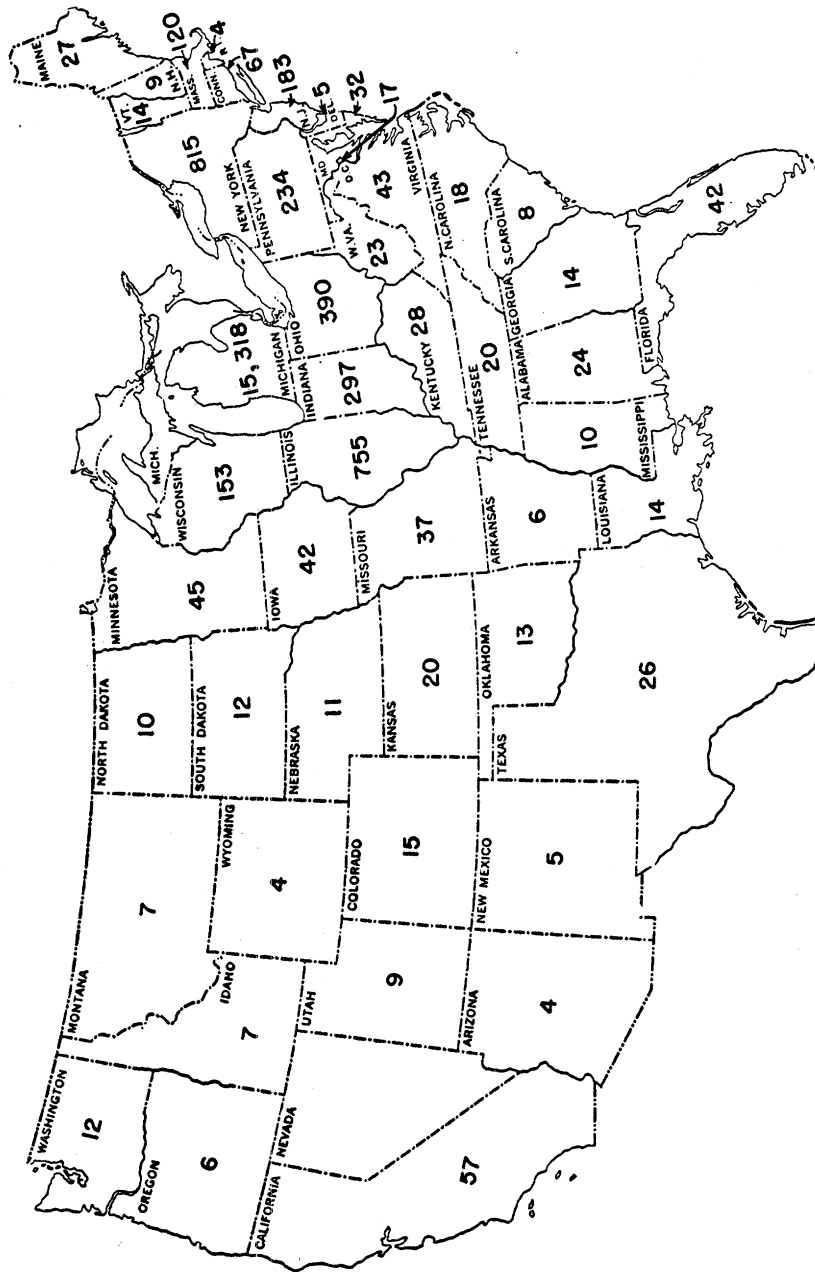 WASHINGTON
12
OREGON
6
CALIFORNIA
57
NEVADA
MONTANA
7
IDAHO
7
WYOMING
4
UTAH
9
ARIZONA
4
COLORADO
15
NEW MEXICO
5
NORTH DAKOTA
10
SOUTH DAKOTA
12
NEBRASKA
11
KANSAS
20
OKLAHOMA
13
TEXAS
26
MINNESOTA
45
IOWA
42
MISSOURI
37
ARKANSAS
6
LOUISIANA
14
WISCONSIN
153
MICH.
ILLINOIS
755
MICHIGAN
15,318
INDIANA
297
OHIO
390
KENTUCKY
28
TENNESSEE
20
MISSISSIPPI
10
ALABAMA
24
GEORGIA
14
FLORIDA
42
S.CAROLINA
8
N.CAROLINA
18
VIRGINIA
43
W.VA.
23
MD
32
D.C.
17
DEL.
5
N.J.
183
PENNSYLVANIA
234
NEW YORK
815
CONN.
67
R.I.
4
MASS.
120
VT.
14
N.H.
9
MAINE
27